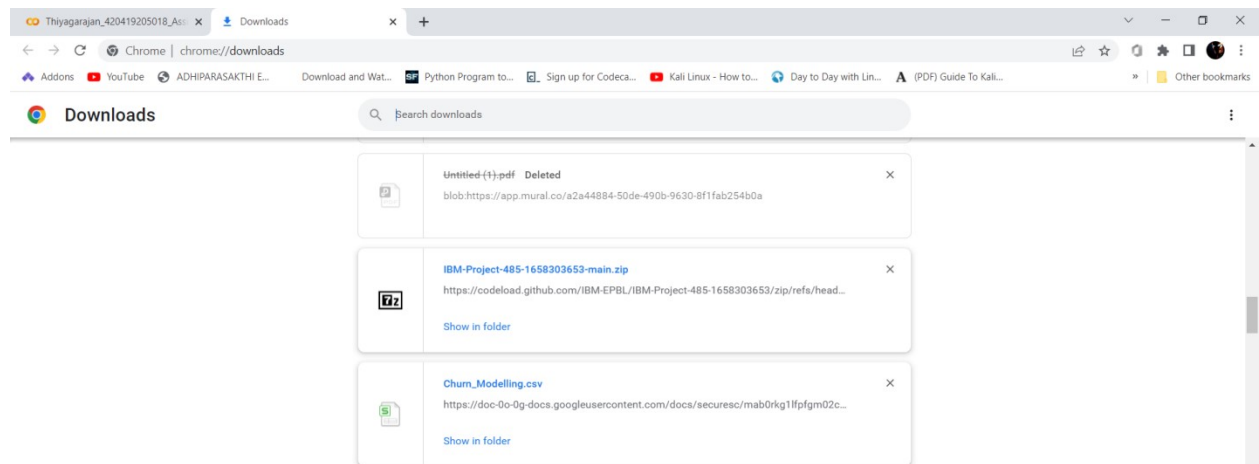 Thiyagarajan_420419205018_Ass
Downloads
Chrome | chrome://downloads
Addons YouTube ADHIPARASAKTHI E... Download and Wat... SF Python Program to... Sign up for Codeca... Kali Linux - How to... Day to Day with Lin... A (PDF) Guide To Kali... » Other bookmarks
Downloads
Search downloads
Untitled (1).pdf Deleted
blob:https://app.mural.co/a2a44884-50de-490b-9630-8f1fab254b0a
7z
IBM-Project-485-1658303653-main.zip
https://codeload.github.com/IBM-EPBL/IBM-Project-485-1658303653/zip/refs/head...
Show in folder
S
Churn_Modelling.csv
https://doc-0o-0g-docs.googleusercontent.com/docs/securesc/mab0rkg1lfpfgm02c...
Show in folder